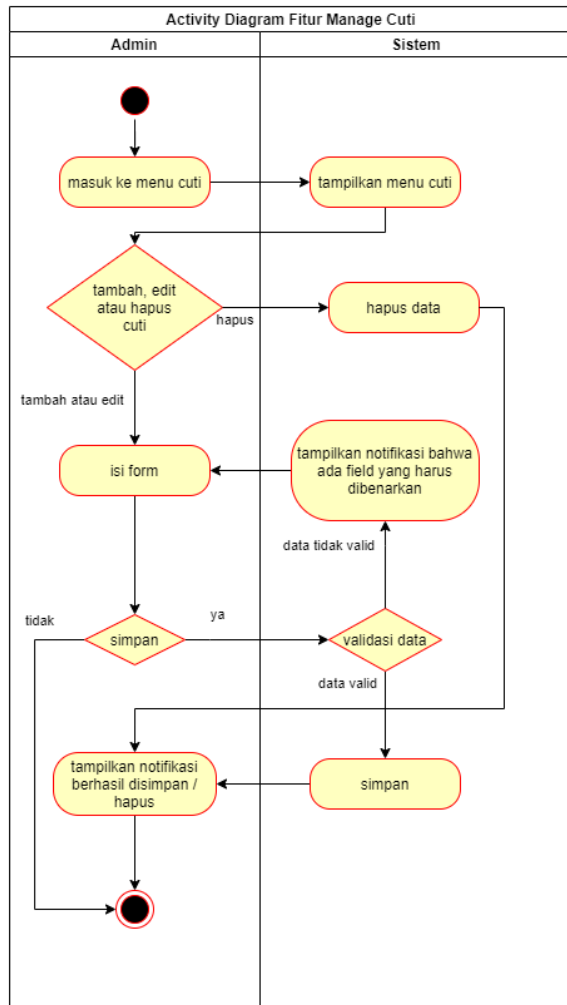 Activity Diagram Fitur Manage Cuti
Admin
Sistem
masuk ke menu cuti
tampilkan menu cuti
tambah, edit
atau hapus
cuti
hapus
hapus data
tambah atau edit
isi form
tampilkan notifikasi bahwa
ada field yang harus
dibenarkan
data tidak valid
tidak
simpan
ya
validasi data
data valid
tampilkan notifikasi
berhasil disimpan /
hapus
simpan